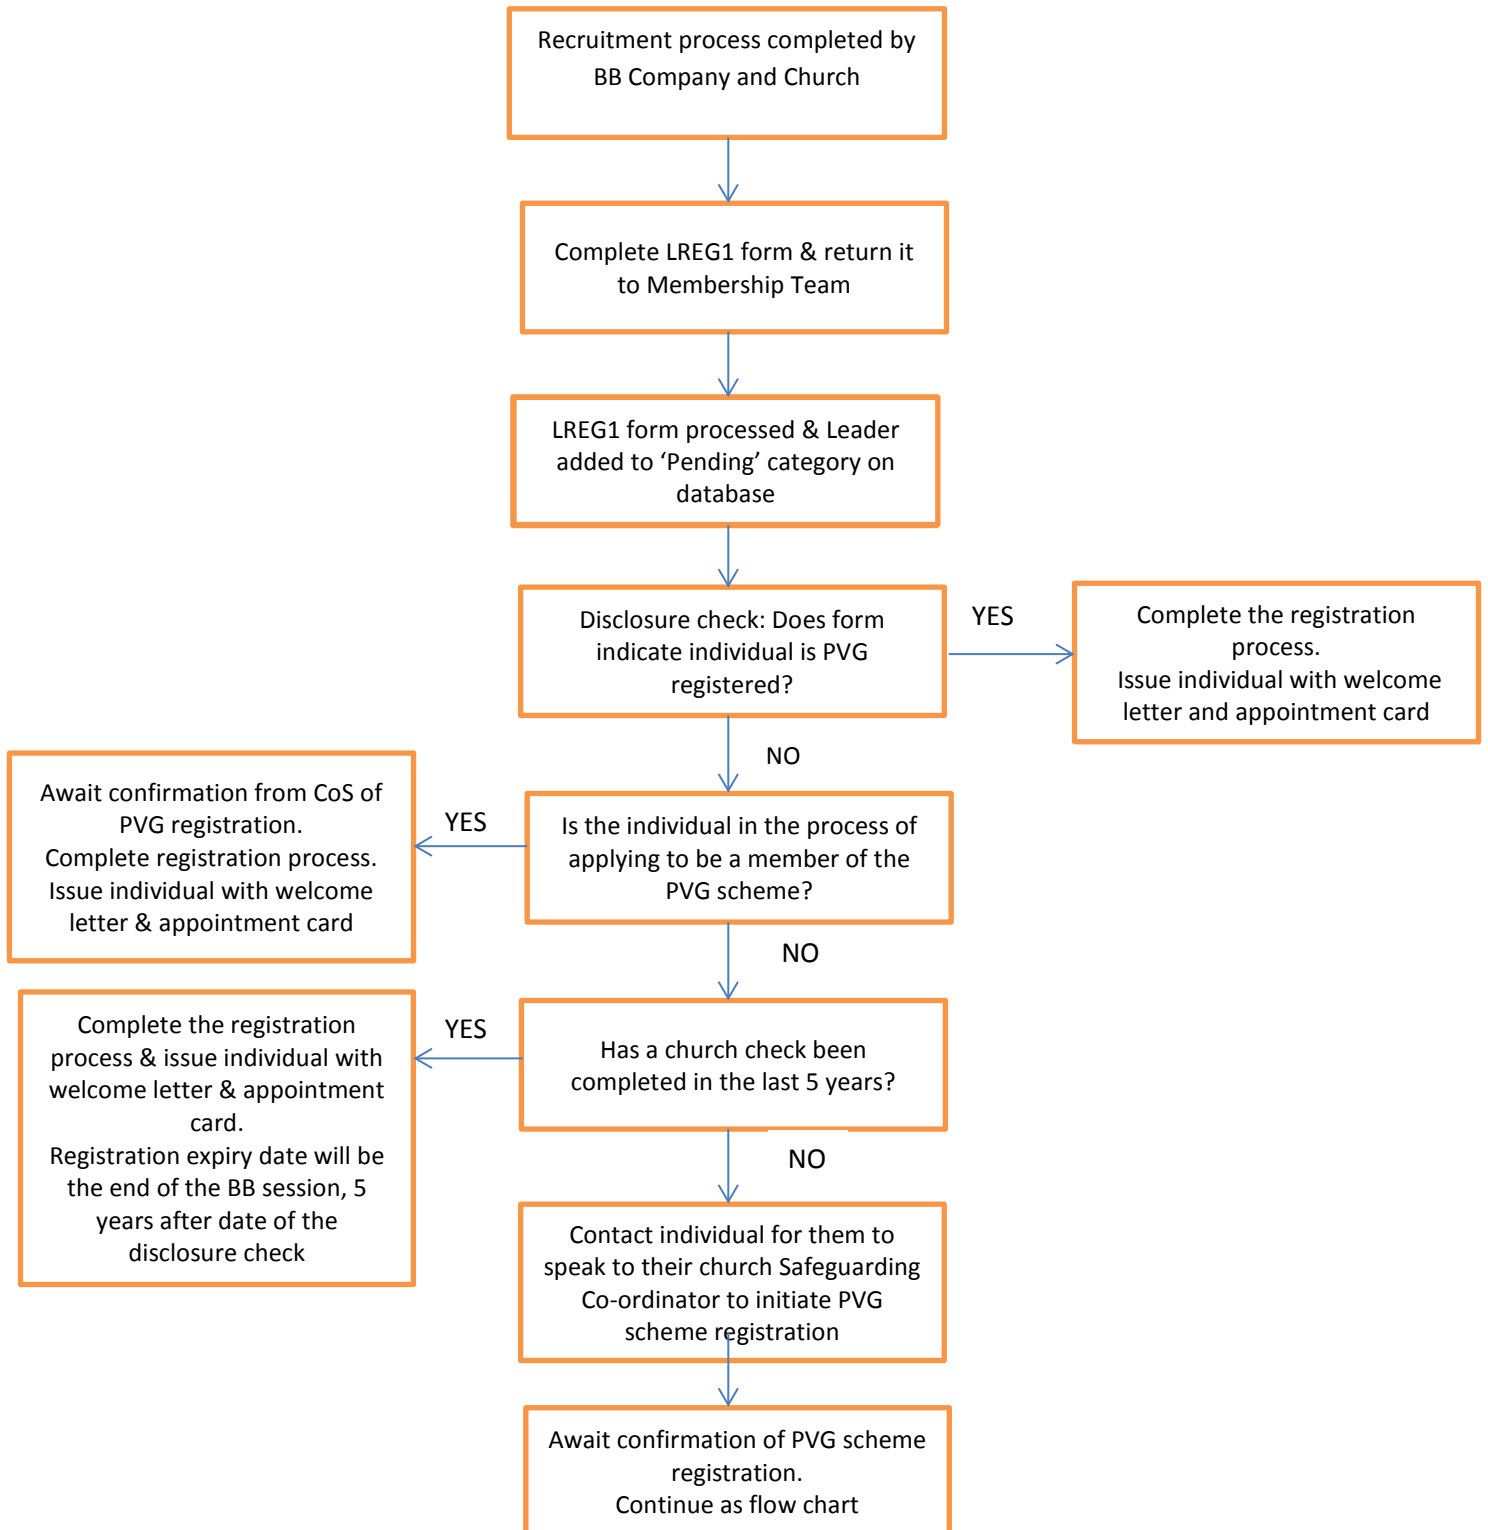 Recruitment process completed by
BB Company and Church
Complete LREG1 form & return it
to Membership Team
LREG1 form processed & Leader
added to ‘Pending’ category on
database
Disclosure check: Does form
indicate individual is PVG
registered?
YES
Complete the registration
process.
Issue individual with welcome
letter and appointment card
NO
Is the individual in the process of
applying to be a member of the
PVG scheme?
YES
Await confirmation from CoS of
PVG registration.
Complete registration process.
Issue individual with welcome
letter & appointment card
NO
Has a church check been
completed in the last 5 years?
YES
Complete the registration
process & issue individual with
welcome letter & appointment
card.
Registration expiry date will be
the end of the BB session, 5
years after date of the
disclosure check
NO
Contact individual for them to
speak to their church Safeguarding
Co-ordinator to initiate PVG
scheme registration
Await confirmation of PVG scheme
registration.
Continue as flow chart